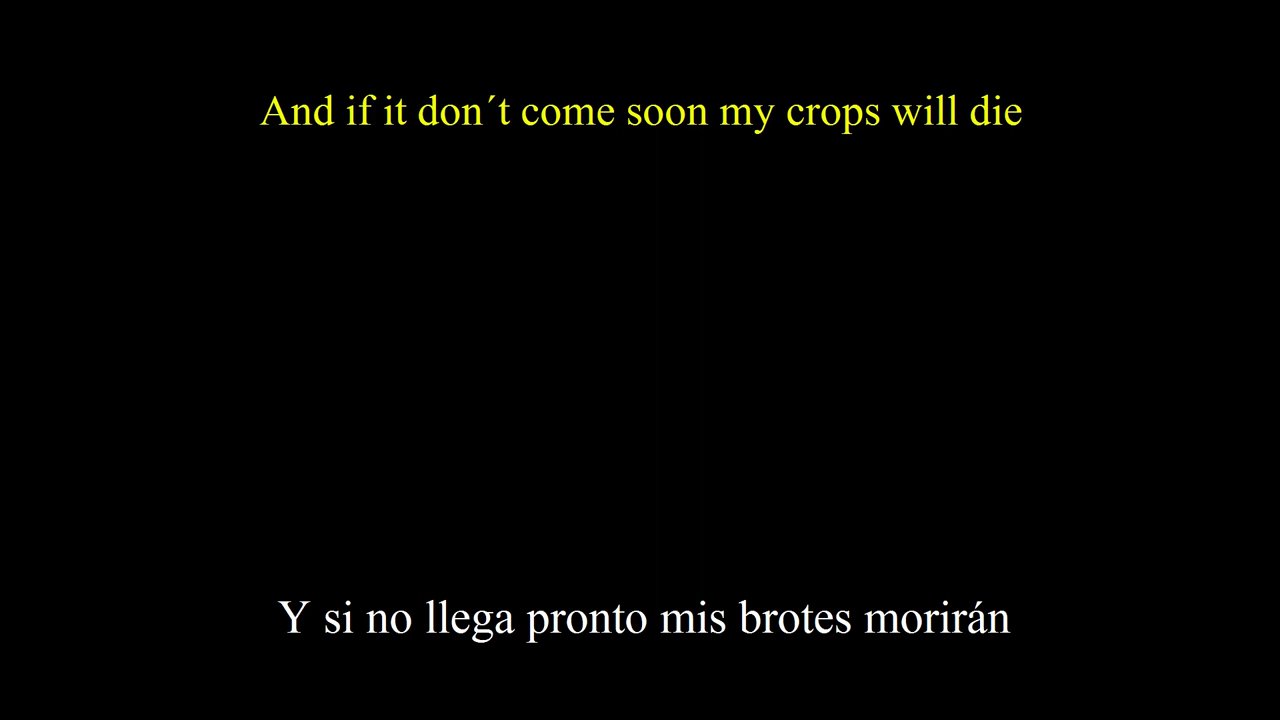 And if it don´t come soon my crops will die
Y si no llega pronto mis brotes morirán